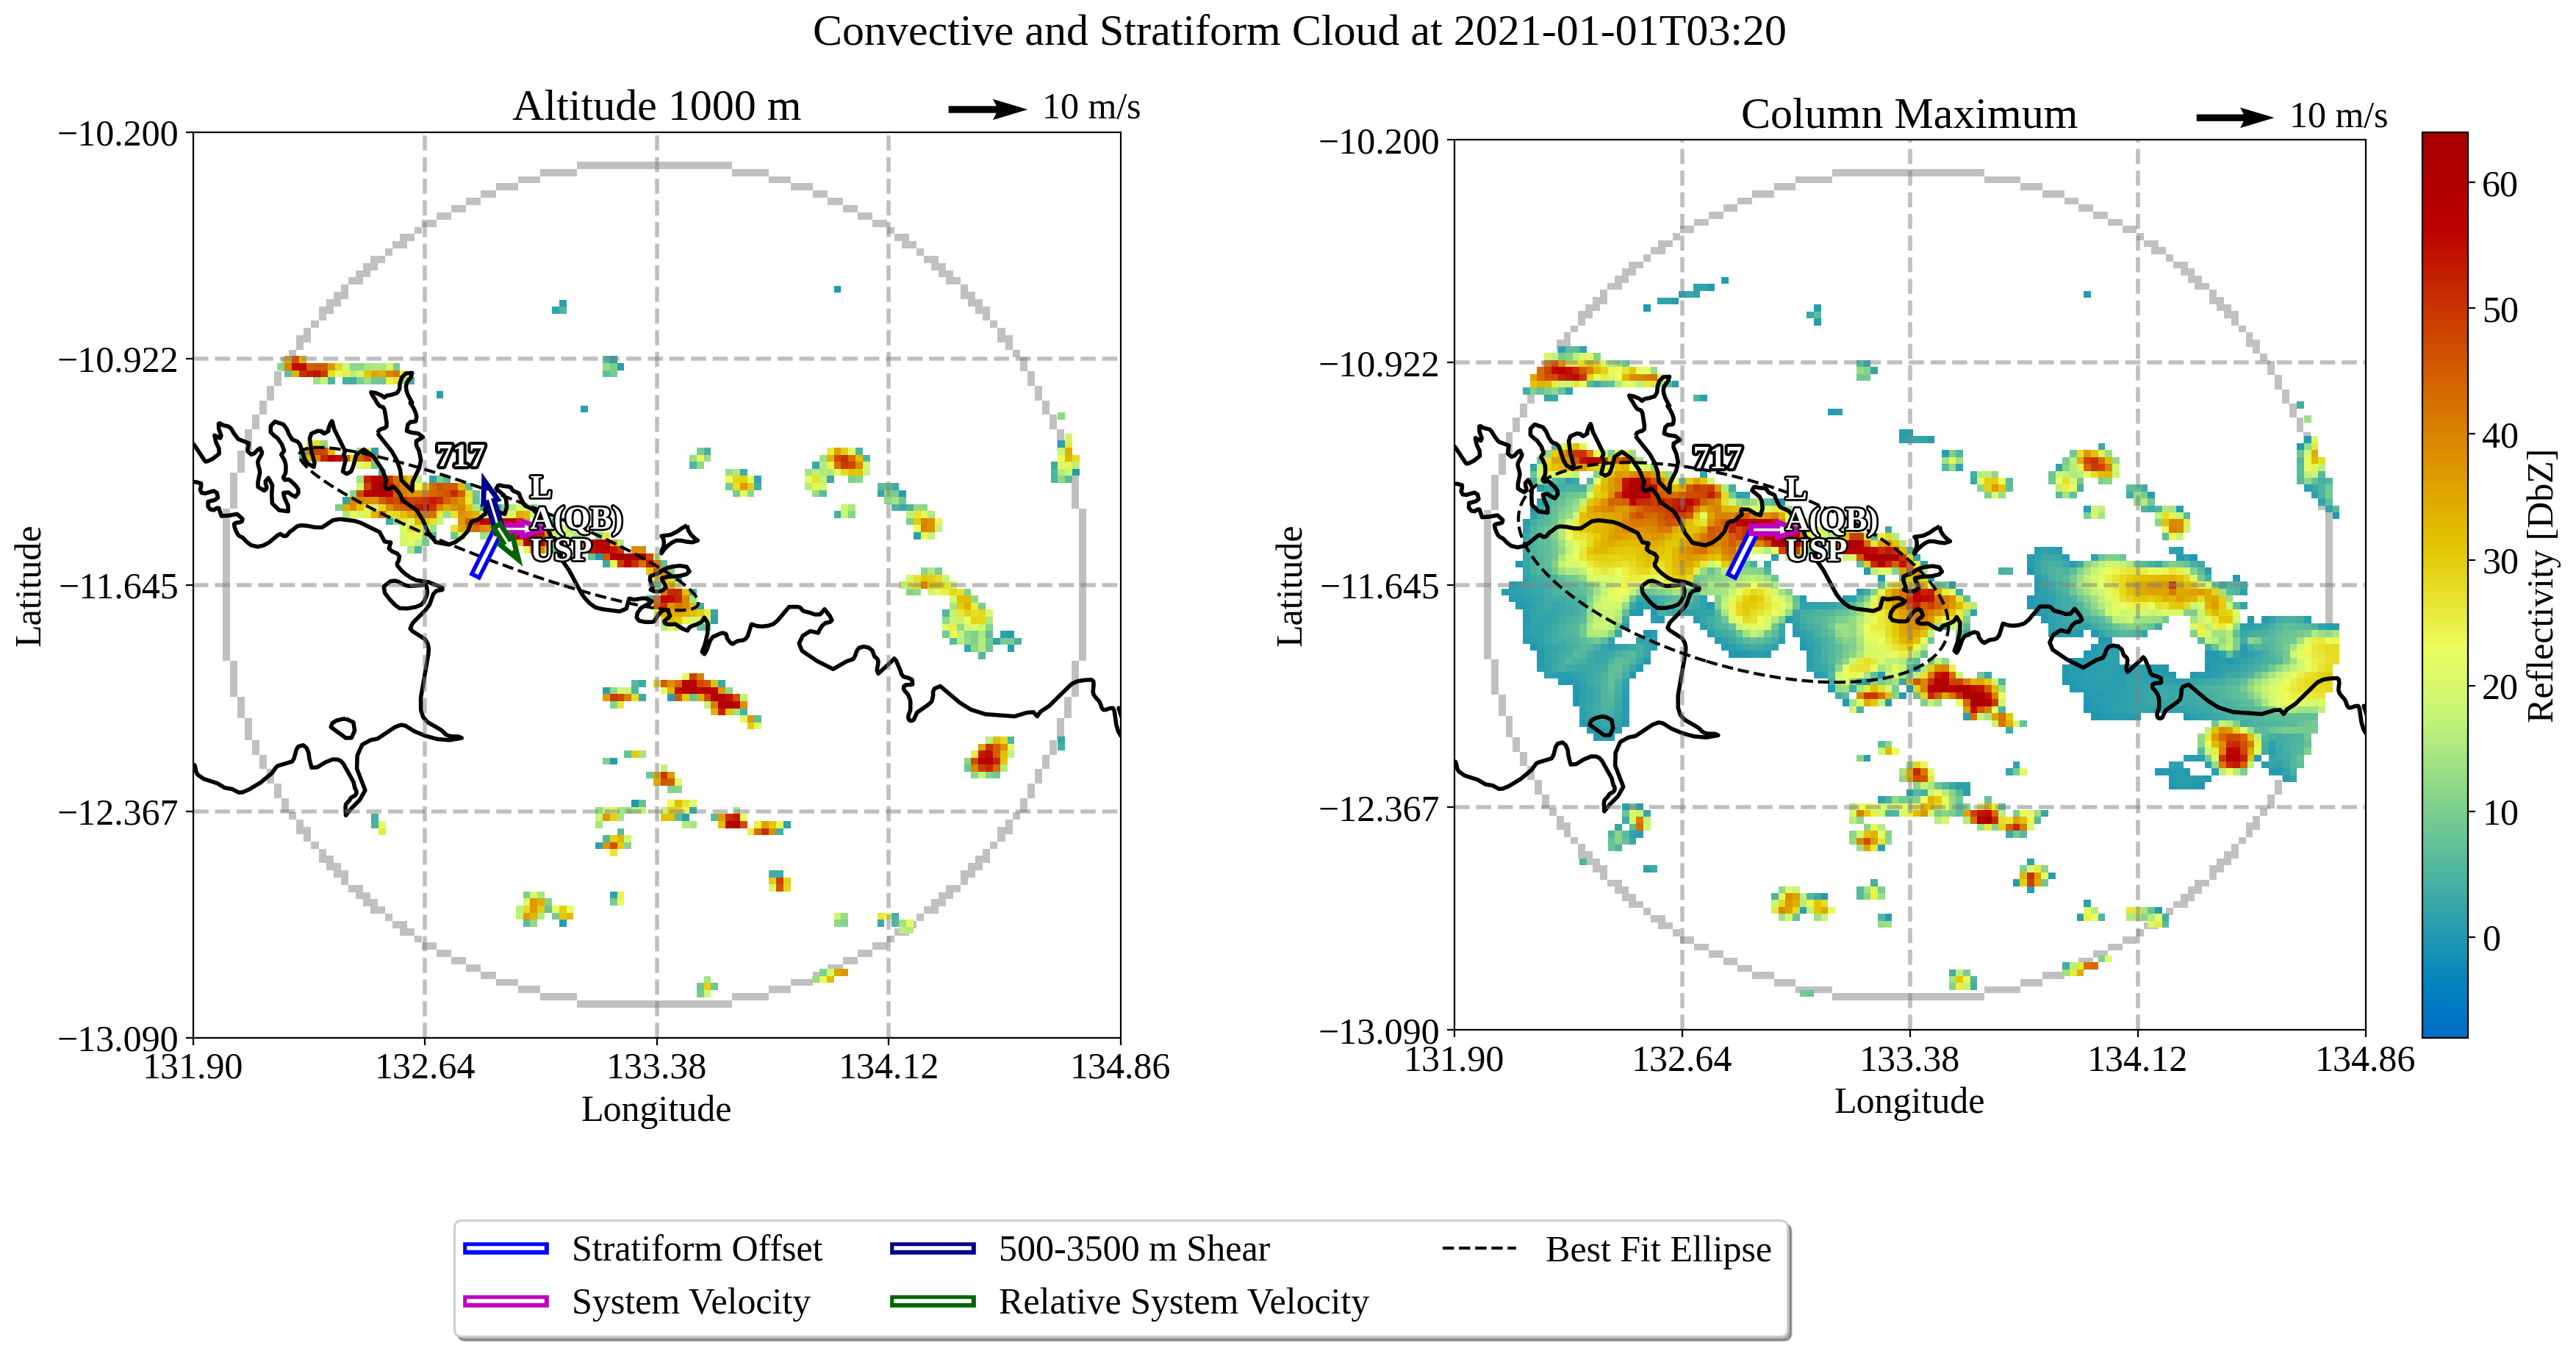 Convective and Stratiform Cloud at 2021-01-01T03:20
Altitude 1000 m
10 m/s
−10.200
−10.922
−11.645
−12.367
−13.090
Latitude
131.90
132.64
133.38
134.12
134.86
Longitude
717
L
A(QB)
USP
Column Maximum
10 m/s
−10.200
−10.922
−11.645
−12.367
−13.090
Latitude
131.90
132.64
133.38
134.12
134.86
Longitude
717
L
A(QB)
USP
60
50
40
30
20
10
0
Reflectivity [DbZ]
Stratiform Offset
System Velocity
500-3500 m Shear
Relative System Velocity
Best Fit Ellipse